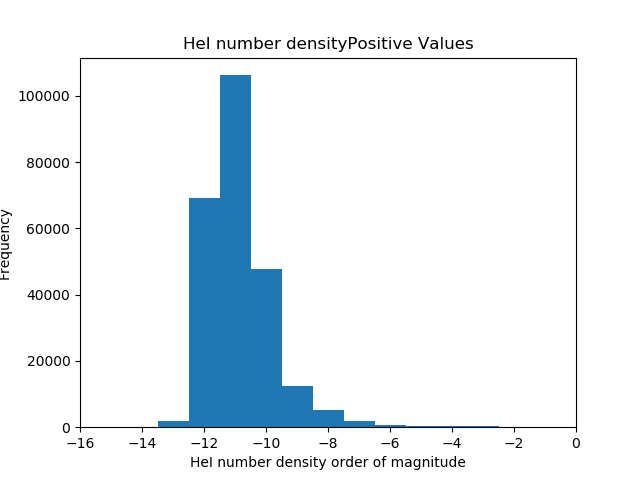 HeI number densityPositive Values
100000
80000
60000
40000
20000
0
Frequency
−16 −14 −12 −10 −8 −6 −4 −2 0
HeI number density order of magnitude